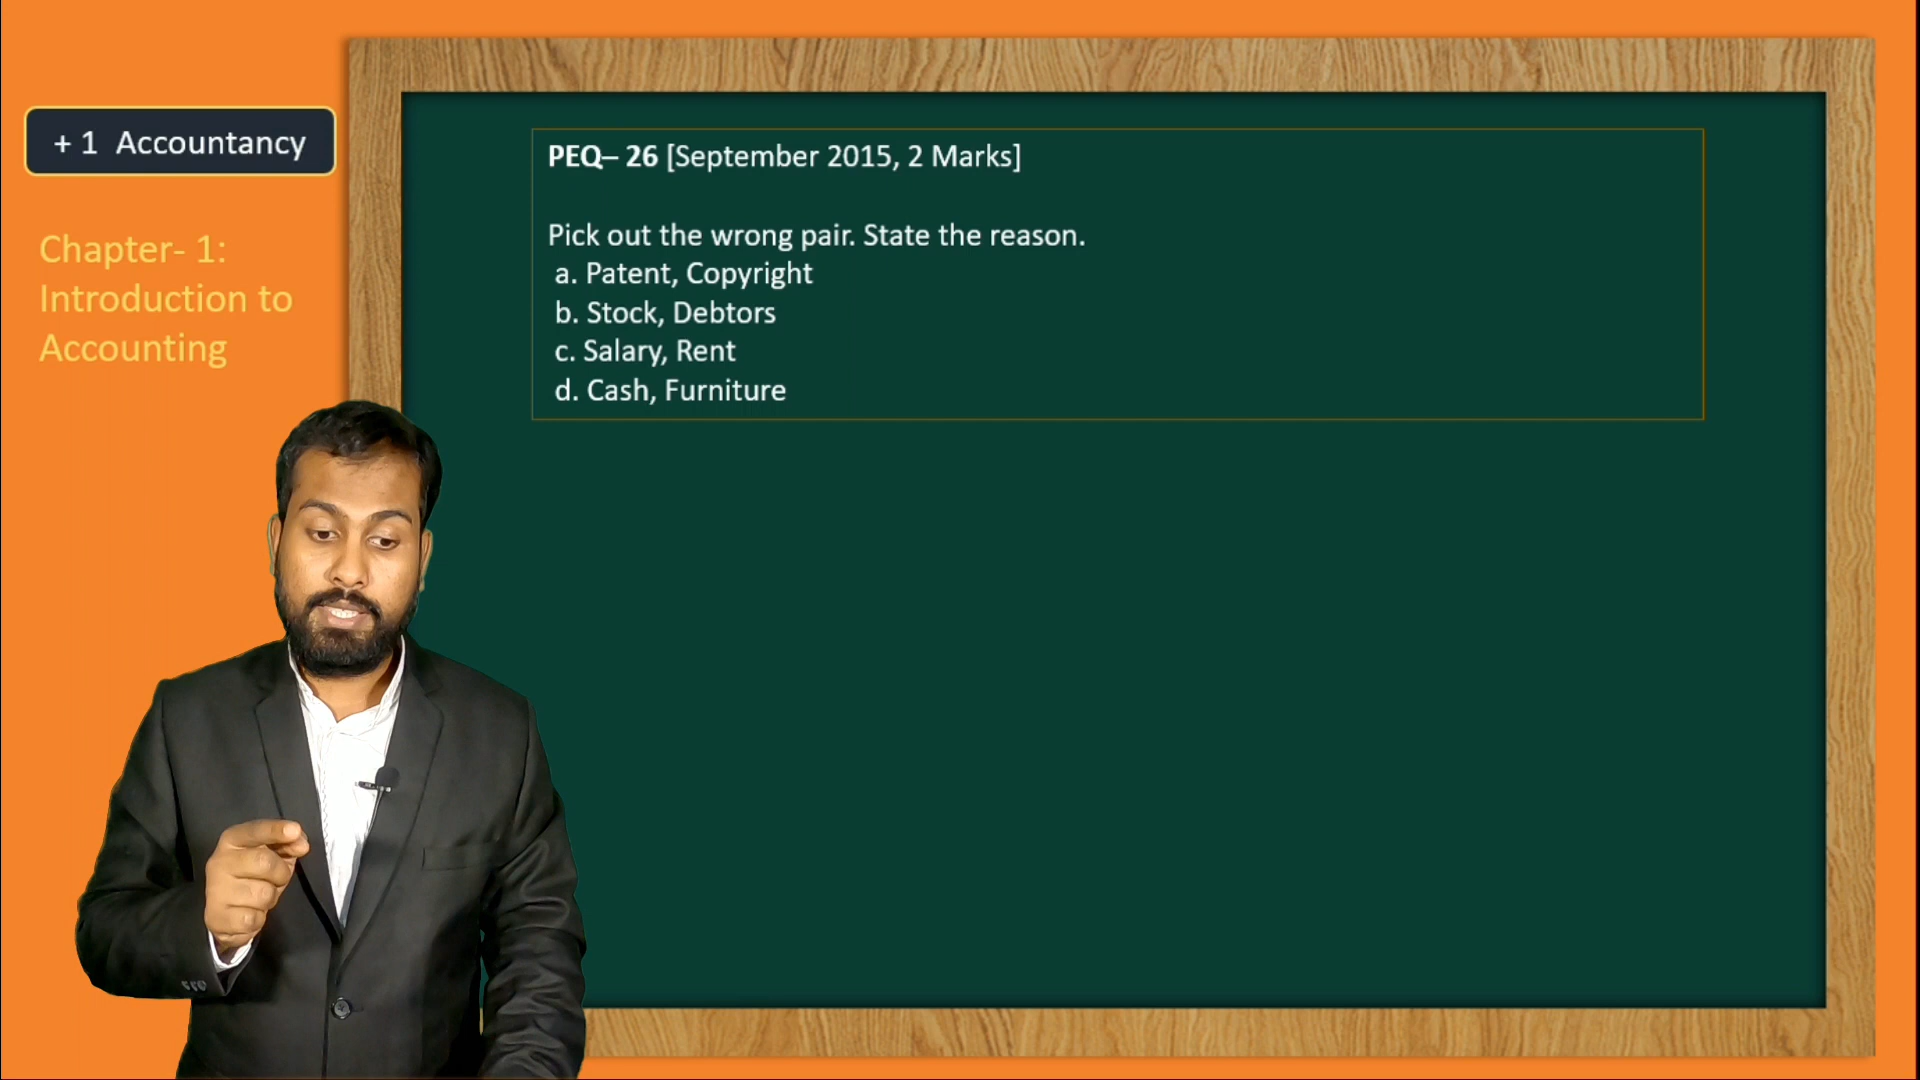 + 1 Accountancy
Chapter- 1:
Introduction to
Accounting
PEQ– 26 [September 2015, 2 Marks]
Pick out the wrong pair. State the reason.
a. Patent, Copyright
b. Stock, Debtors
c. Salary, Rent
d. Cash, Furniture